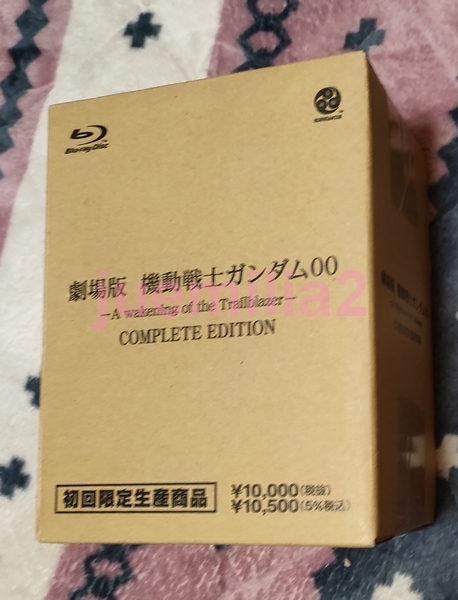 Blu-ray Disc
劇場版 機動戦士ガンダム00
—A wakening of the Trailblazer—
COMPLETE EDITION
初回限定生産商品
¥10,000(税抜)
¥10,500(5%税込)